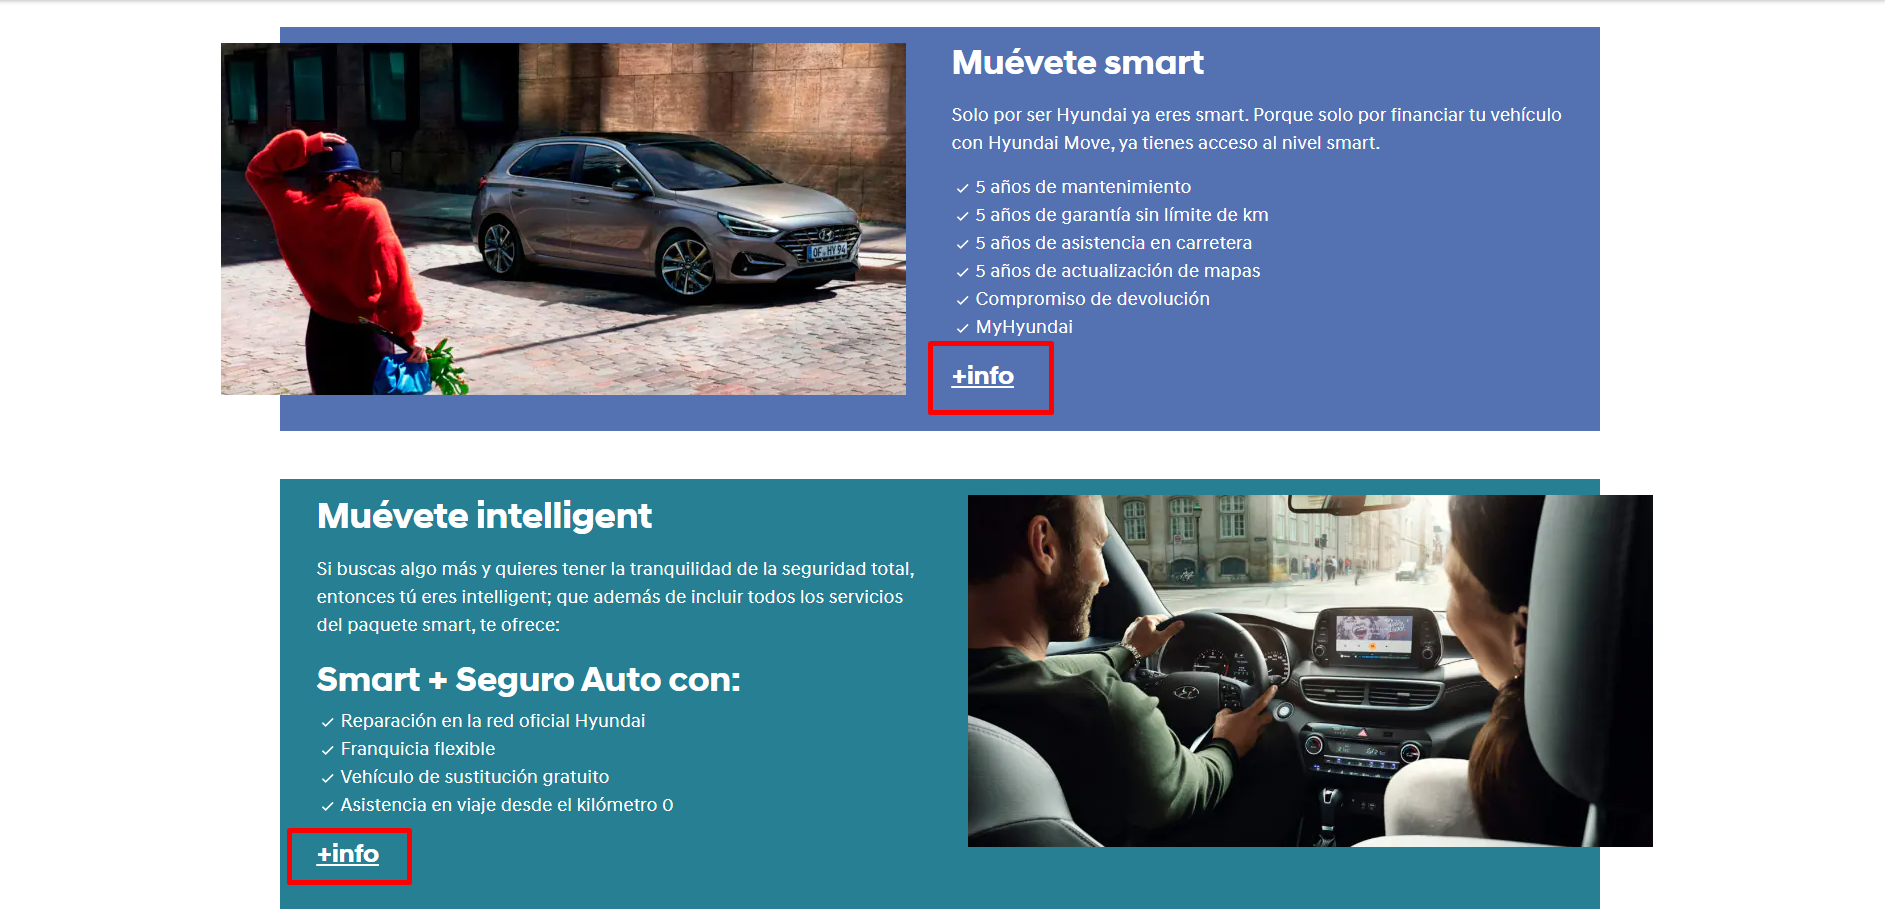 Muévete smart
Solo por ser Hyundai ya eres smart. Porque solo por financiar tu vehículo
con Hyundai Move, ya tienes acceso al nivel smart.
5 años de mantenimiento
5 años de garantía sin límite de km
5 años de asistencia en carretera
5 años de actualización de mapas
Compromiso de devolución
MyHyundai
+info
OF HY 94
Muévete intelligent
Si buscas algo más y quieres tener la tranquilidad de la seguridad total,
entonces tú eres intelligent; que además de incluir todos los servicios
del paquete smart, te ofrece:
Smart + Seguro Auto con:
Reparación en la red oficial Hyundai
Franquicia flexible
Vehículo de sustitución gratuito
Asistencia en viaje desde el kilómetro 0
+info